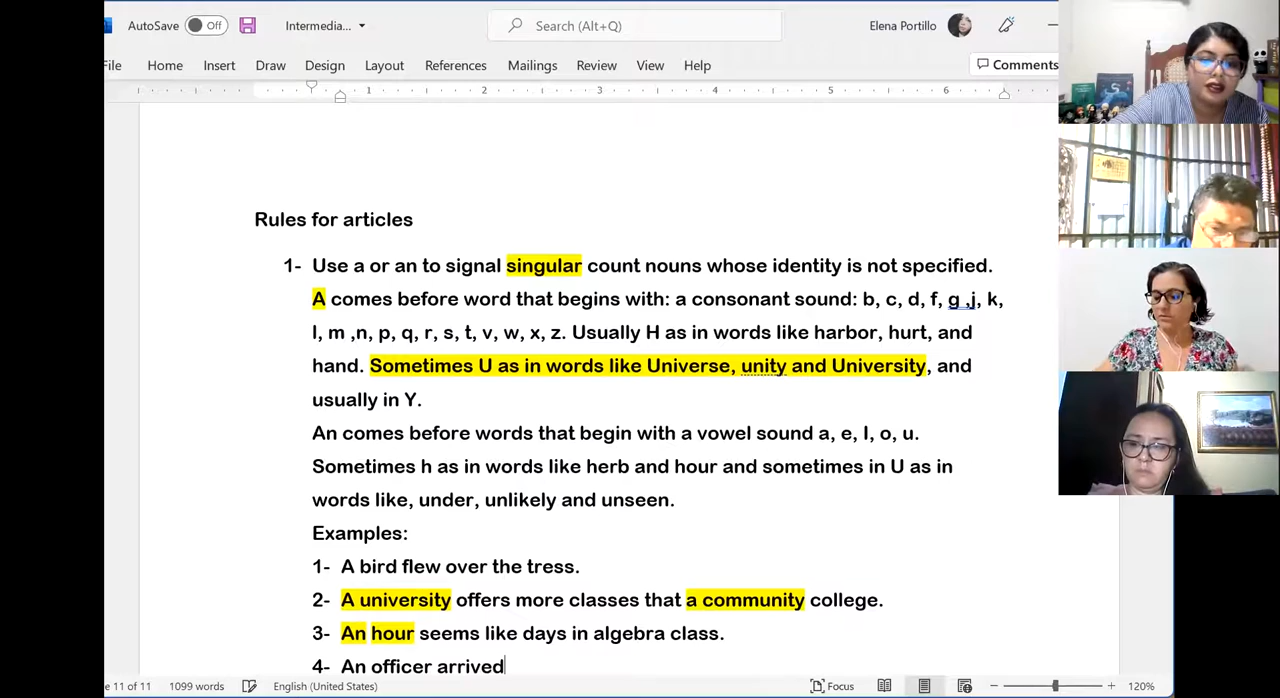 AutoSave Off Intermedia... Search (Alt+Q) Elena Portillo
File Home Insert Draw Design Layout References Mailings Review View Help Comments
1 2 3 4 5 6
Rules for articles
1- Use a or an to signal singular count nouns whose identity is not specified.
A comes before word that begins with: a consonant sound: b, c, d, f, g ,j, k,
l, m ,n, p, q, r, s, t, v, w, x, z. Usually H as in words like harbor, hurt, and
hand. Sometimes U as in words like Universe, unity and University, and
usually in Y.
An comes before words that begin with a vowel sound a, e, I, o, u.
Sometimes h as in words like herb and hour and sometimes in U as in
words like, under, unlikely and unseen.
Examples:
1- A bird flew over the tress.
2- A university offers more classes that a community college.
3- An hour seems like days in algebra class.
4- An officer arrived
e 11 of 11 1099 words English (United States) Focus 120%